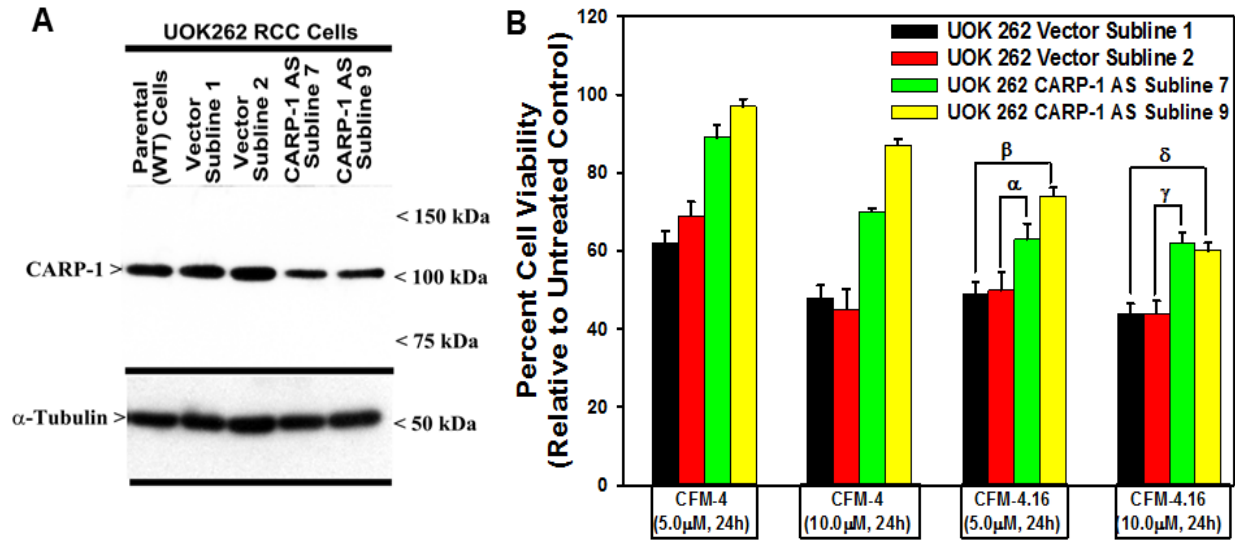 A
UOK262 RCC Cells
Parental
(WT) Cells
Vector
Subline 1
Vector
Subline 2
CARP-1 AS
Subline 7
CARP-1 AS
Subline 9
< 150 kDa
CARP-1 >
< 100 kDa
< 75 kDa
α-Tubulin >
< 50 kDa
B
Percent Cell Viability
(Relative to Untreated Control)
120
100
80
60
40
20
0
UOK 262 Vector Subline 1
UOK 262 Vector Subline 2
UOK 262 CARP-1 AS Subline 7
UOK 262 CARP-1 AS Subline 9
β
α
δ
γ
CFM-4
(5.0μM, 24h)
CFM-4
(10.0μM, 24h)
CFM-4.16
(5.0μM, 24h)
CFM-4.16
(10.0μM, 24h)